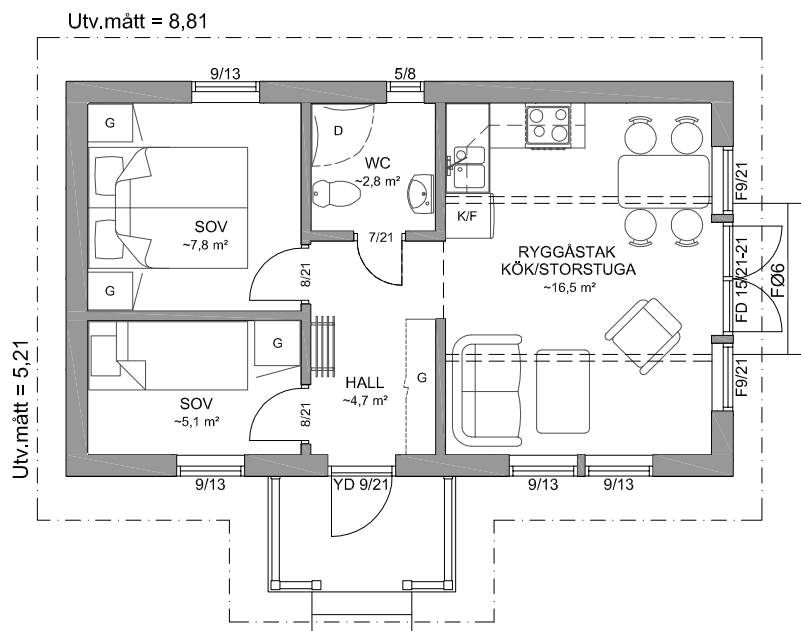 Utv.mått = 8,81
9/13
5/8
G
D
WC
~2,8 m²
SOV
~7,8 m²
K/F
F9/21
7/21
8/21
G
RYGGÅSTAK
KÖK/STORSTUGA
~16,5 m²
FD 15/21-21
FØ6
G
HALL
~4,7 m²
G
SOV
~5,1 m²
8/21
F9/21
Utv.mått = 5,21
9/13
YD 9/21
9/13
9/13